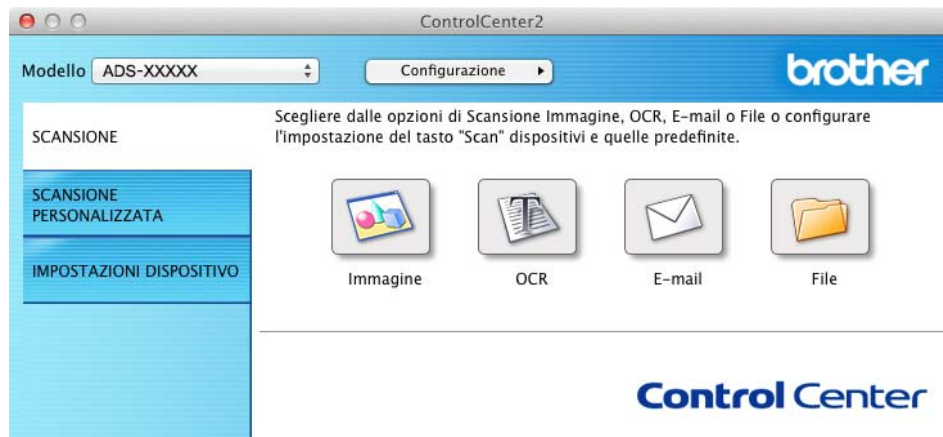 ControlCenter2
Modello ADS-XXXXX Configurazione brother
SCANSIONE
SCANSIONE
PERSONALIZZATA
IMPOSTAZIONI DISPOSITIVO
Scegliere dalle opzioni di Scansione Immagine, OCR, E-mail o File o configurare
l'impostazione del tasto "Scan" dispositivi e quelle predefinite.
Immagine OCR E-mail File
Control Center